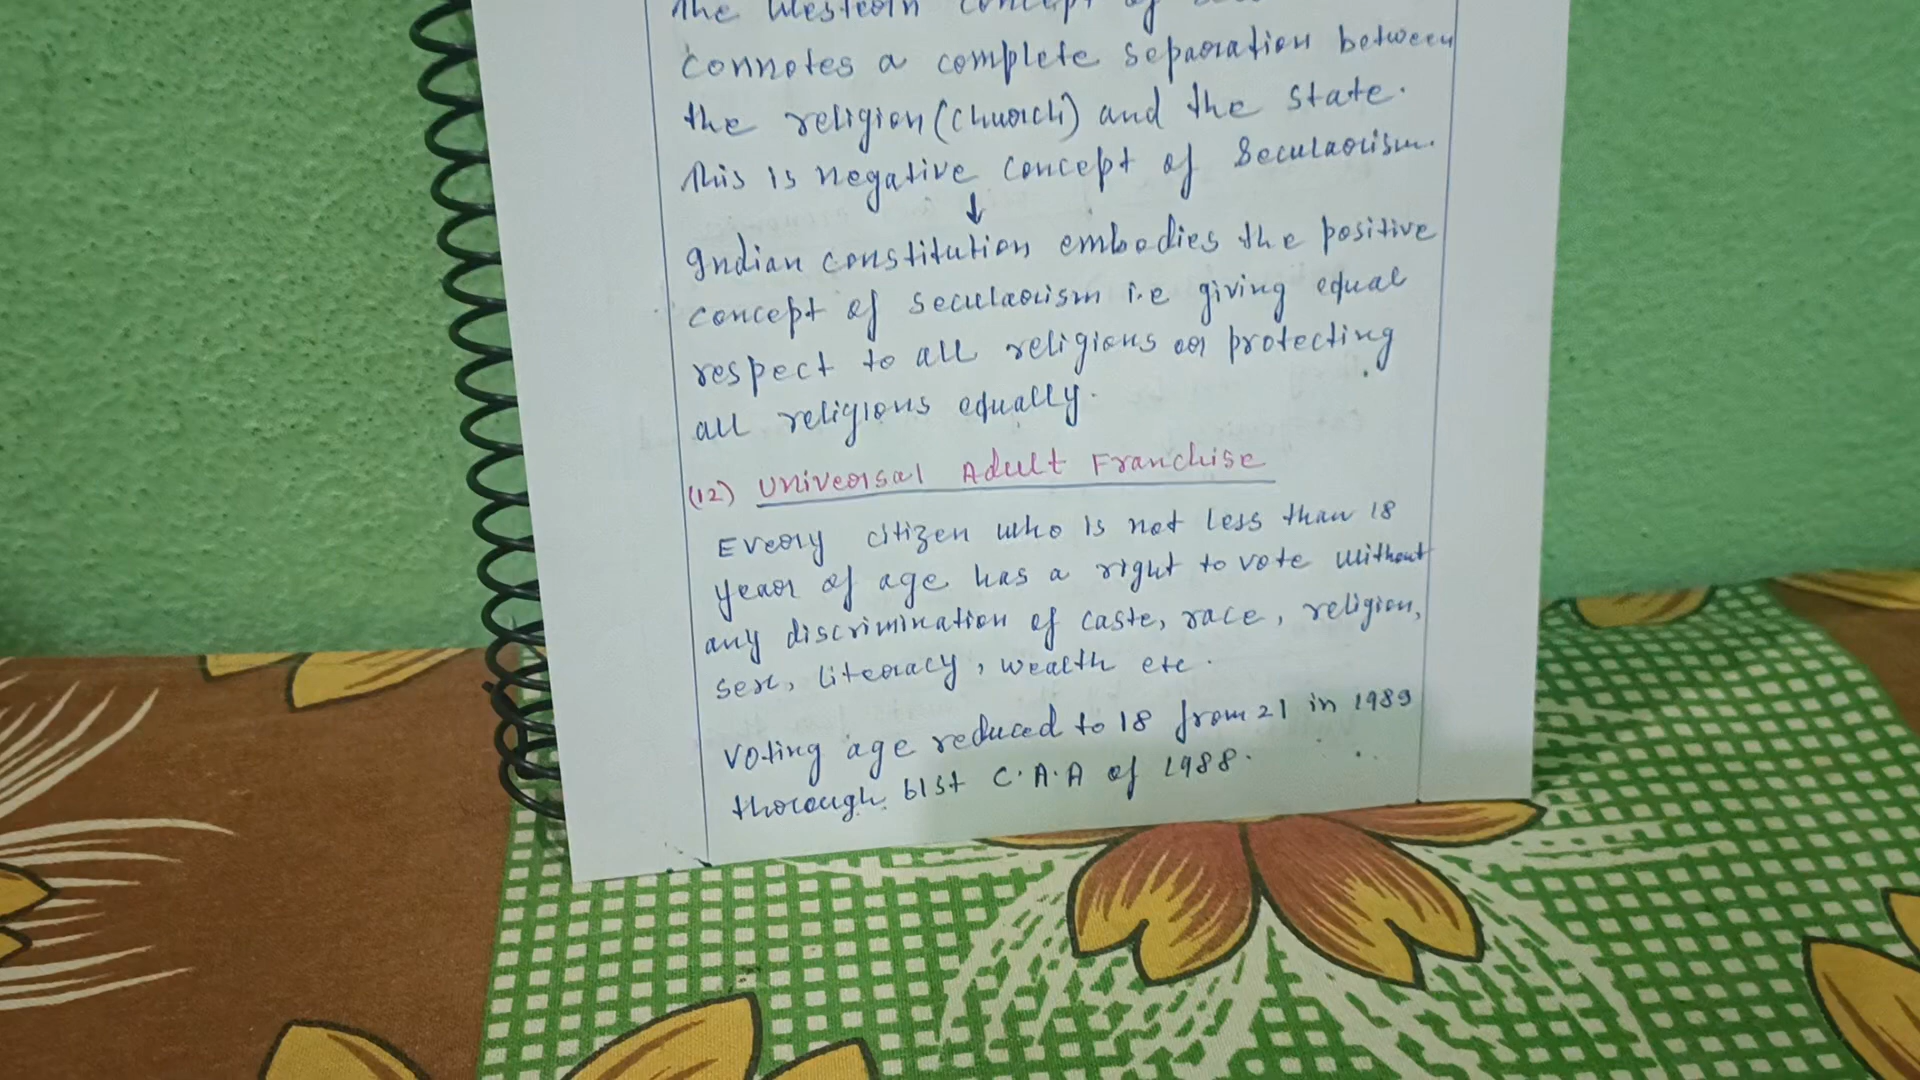 The Western concept of
connotes a complete separation between
the religion (church) and the state.
This is negative concept of Secularism.
↓
Indian constitution embodies the positive
concept of secularism i.e giving equal
respect to all religions or protecting
all religions equally.
(12) Universal Adult Franchise
Every citizen who is not less than 18
year of age has a right to vote without
any discrimination of caste, race, religion,
sex, literacy, wealth etc.
Voting age reduced to 18 from 21 in 1989
thorough 61st C.A.A of 1988.